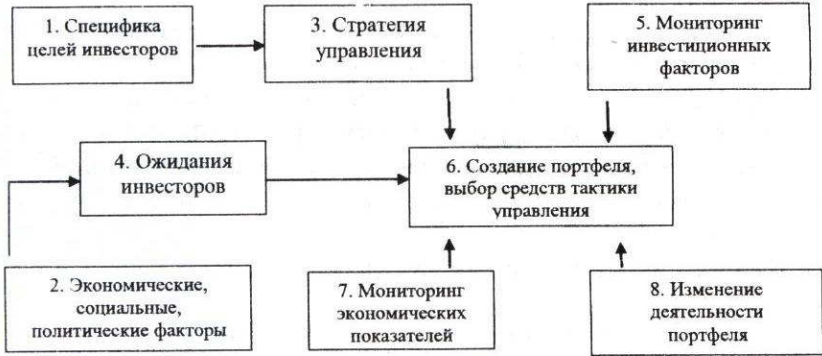 1. Специфика
целей инвесторов
3. Стратегия
управления
5. Мониторинг
инвестиционных
факторов
4. Ожидания
инвесторов
6. Создание портфеля,
выбор средств тактики
управления
2. Экономические,
социальные,
политические факторы
7. Мониторинг
экономических
показателей
8. Изменение
деятельности
портфеля